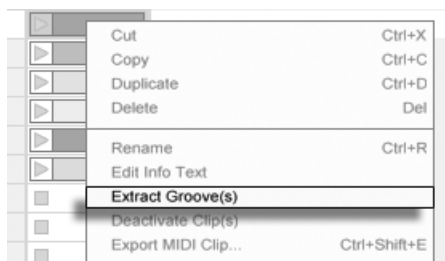 Cut Ctrl+X
Copy Ctrl+C
Duplicate Ctrl+D
Delete Del
Rename Ctrl+R
Edit Info Text
Extract Groove(s)
Deactivate Clip(s)
Export MIDI Clip... Ctrl+Shift+E